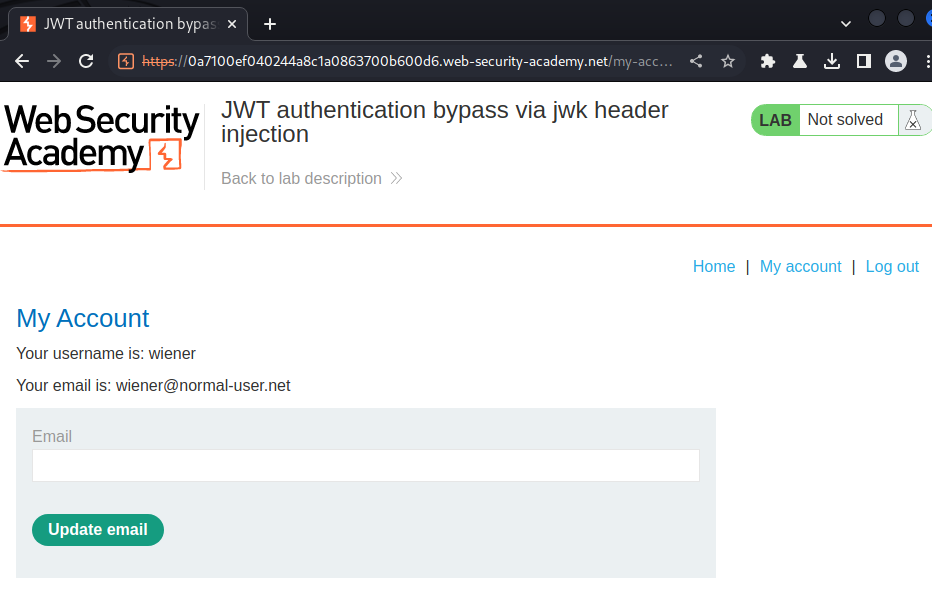 JWT authentication bypas
https://0a7100ef040244a8c1a0863700b600d6.web-security-academy.net/my-acc...
Web Security
Academy
JWT authentication bypass via jwk header
injection
Back to lab description
LAB Not solved
Home | My account | Log out
My Account
Your username is: wiener
Your email is: wiener@normal-user.net
Email
Update email